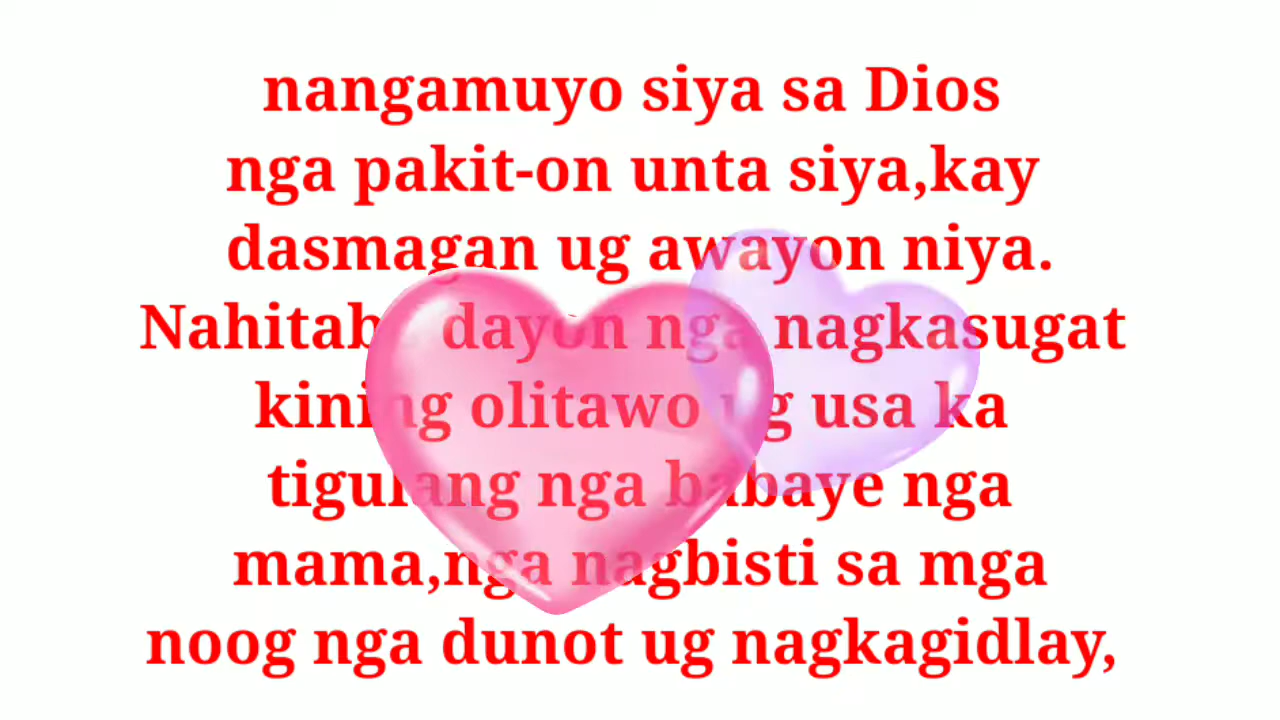 nangamuyo siya sa Dios
nga pakit-on unta siya,kay
dasmagan ug awayon niya.
Nahitabo dayon nga nagkasugat
kining olitawo ug usa ka
tigulang nga babaye nga
mama,nga nagbisti sa mga
noog nga dunot ug nagkagidlay,